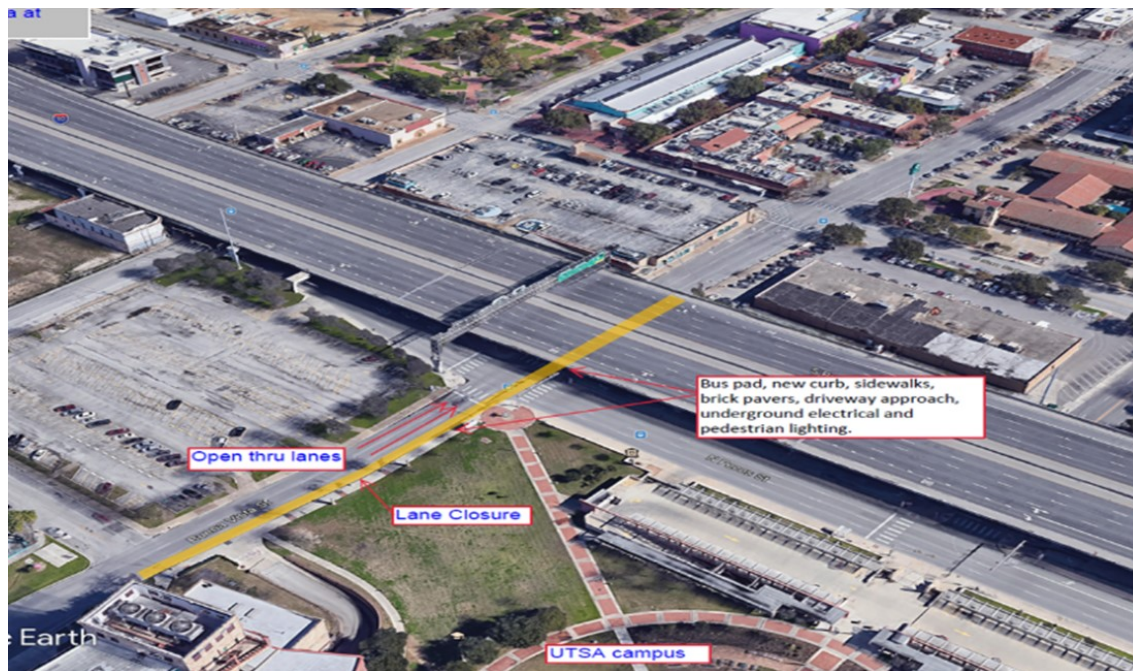 a at
Bus pad, new curb, sidewalks,
brick pavers, driveway approach,
underground electrical and
pedestrian lighting.
Open thru lanes
Lane Closure
UTSA campus
e Earth